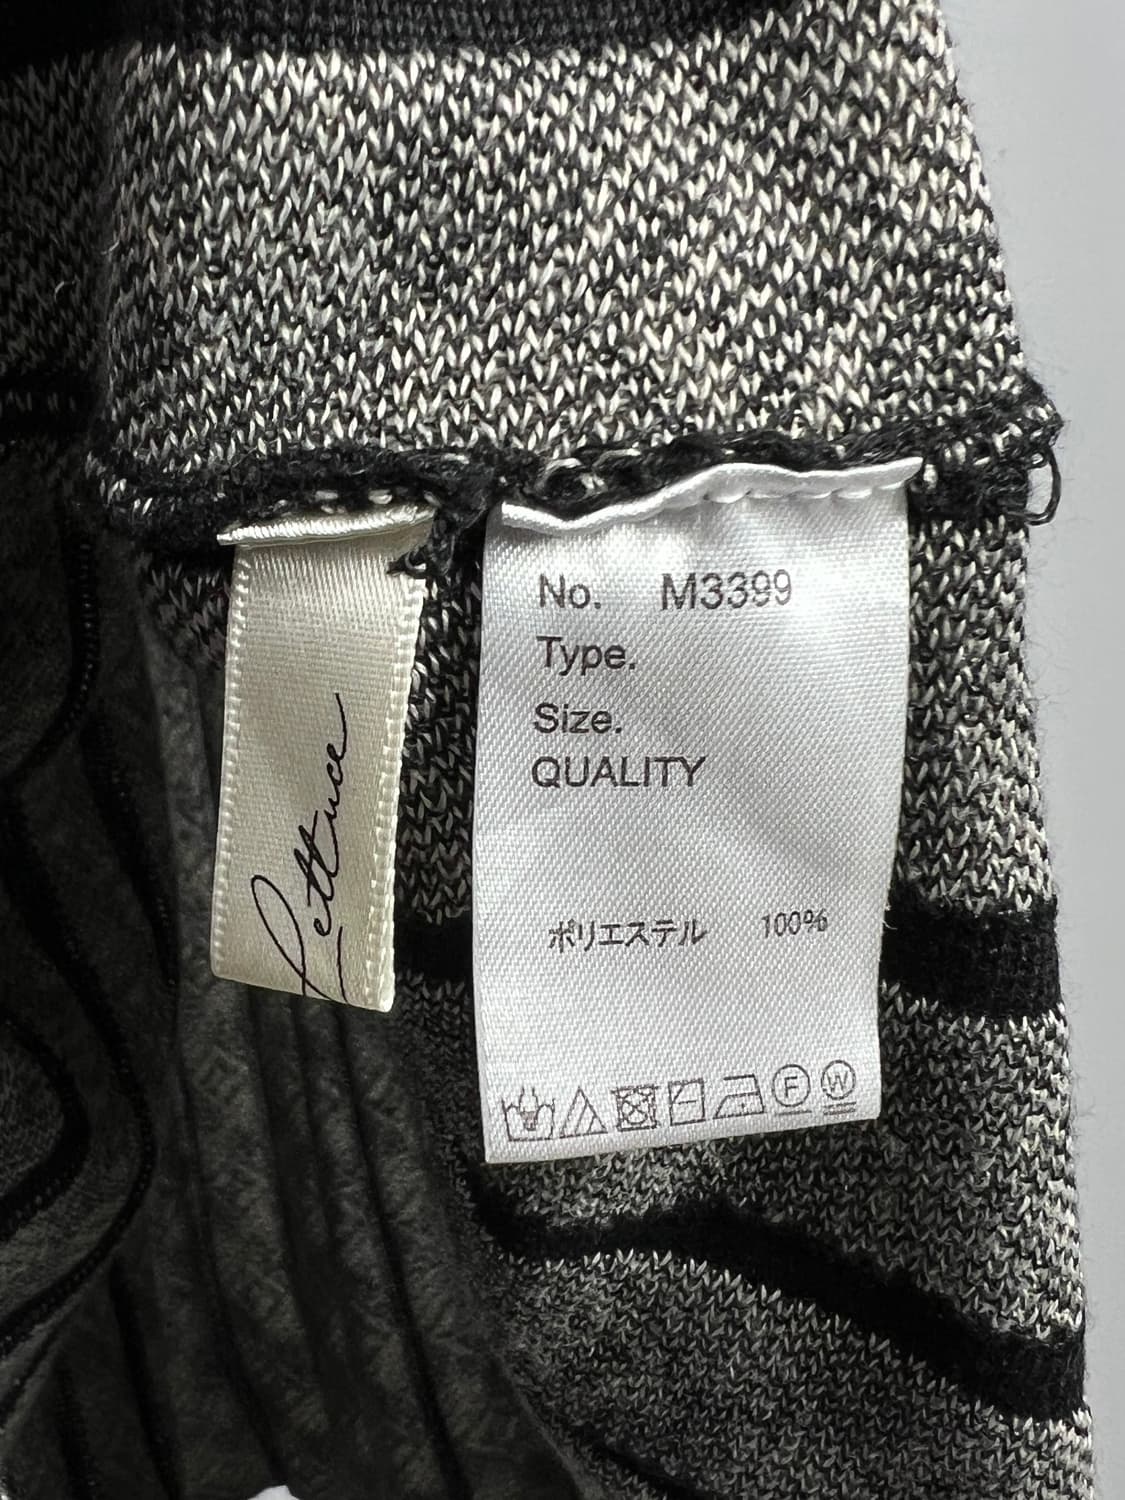 Lettuce
No. M3399
Type.
Size.
QUALITY
ポリエステル 100%
F W